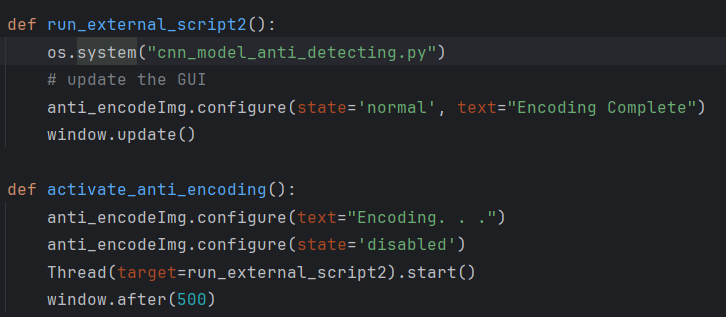 def run_external_script2():
    os.system("cnn_model_anti_detecting.py")
    # update the GUI
    anti_encodeImg.configure(state='normal', text="Encoding Complete")
    window.update()

def activate_anti_encoding():
    anti_encodeImg.configure(text="Encoding. . .")
    anti_encodeImg.configure(state='disabled')
    Thread(target=run_external_script2).start()
    window.after(500)